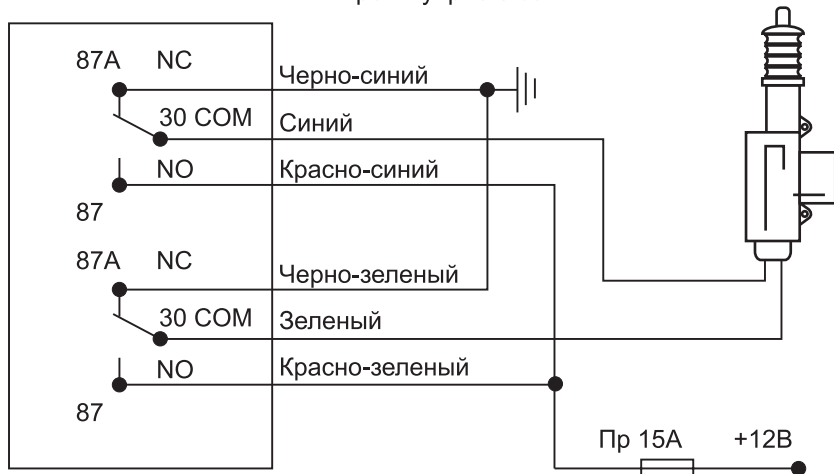 87A NC
Черно-синий
30 COM Синий
NO Красно-синий
87
87A NC
Черно-зеленый
30 COM Зеленый
NO Красно-зеленый
87
Пр 15А +12В